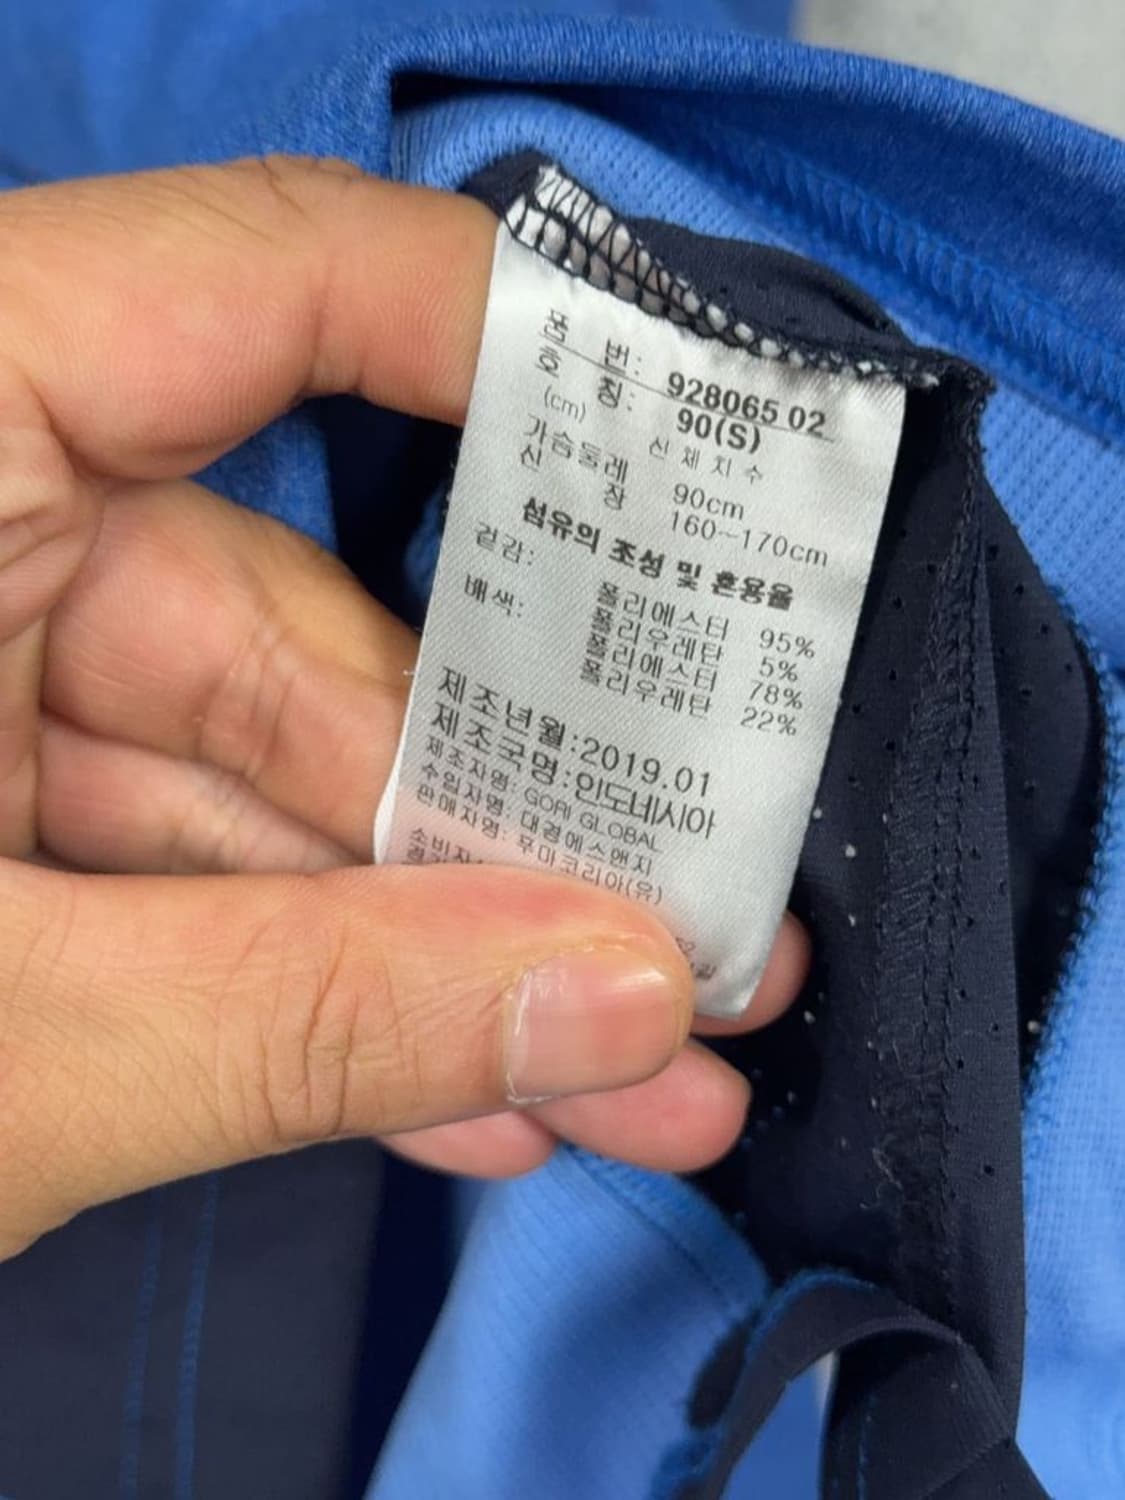 품 번: 928065 02
호 칭: 90(S)
(cm) 신체치수
가슴둘레 90cm
신 장 160~170cm
섬유의 조성 및 혼용율
겉감: 폴리에스터 95%
폴리우레탄 5%
배색: 폴리에스터 78%
폴리우레탄 22%
제조년월:2019.01
제조국명:인도네시아
제조자명: GORI GLOBAL
수입자명: 대경에스앤지
판매자명: 푸마코리아(유)
소비자